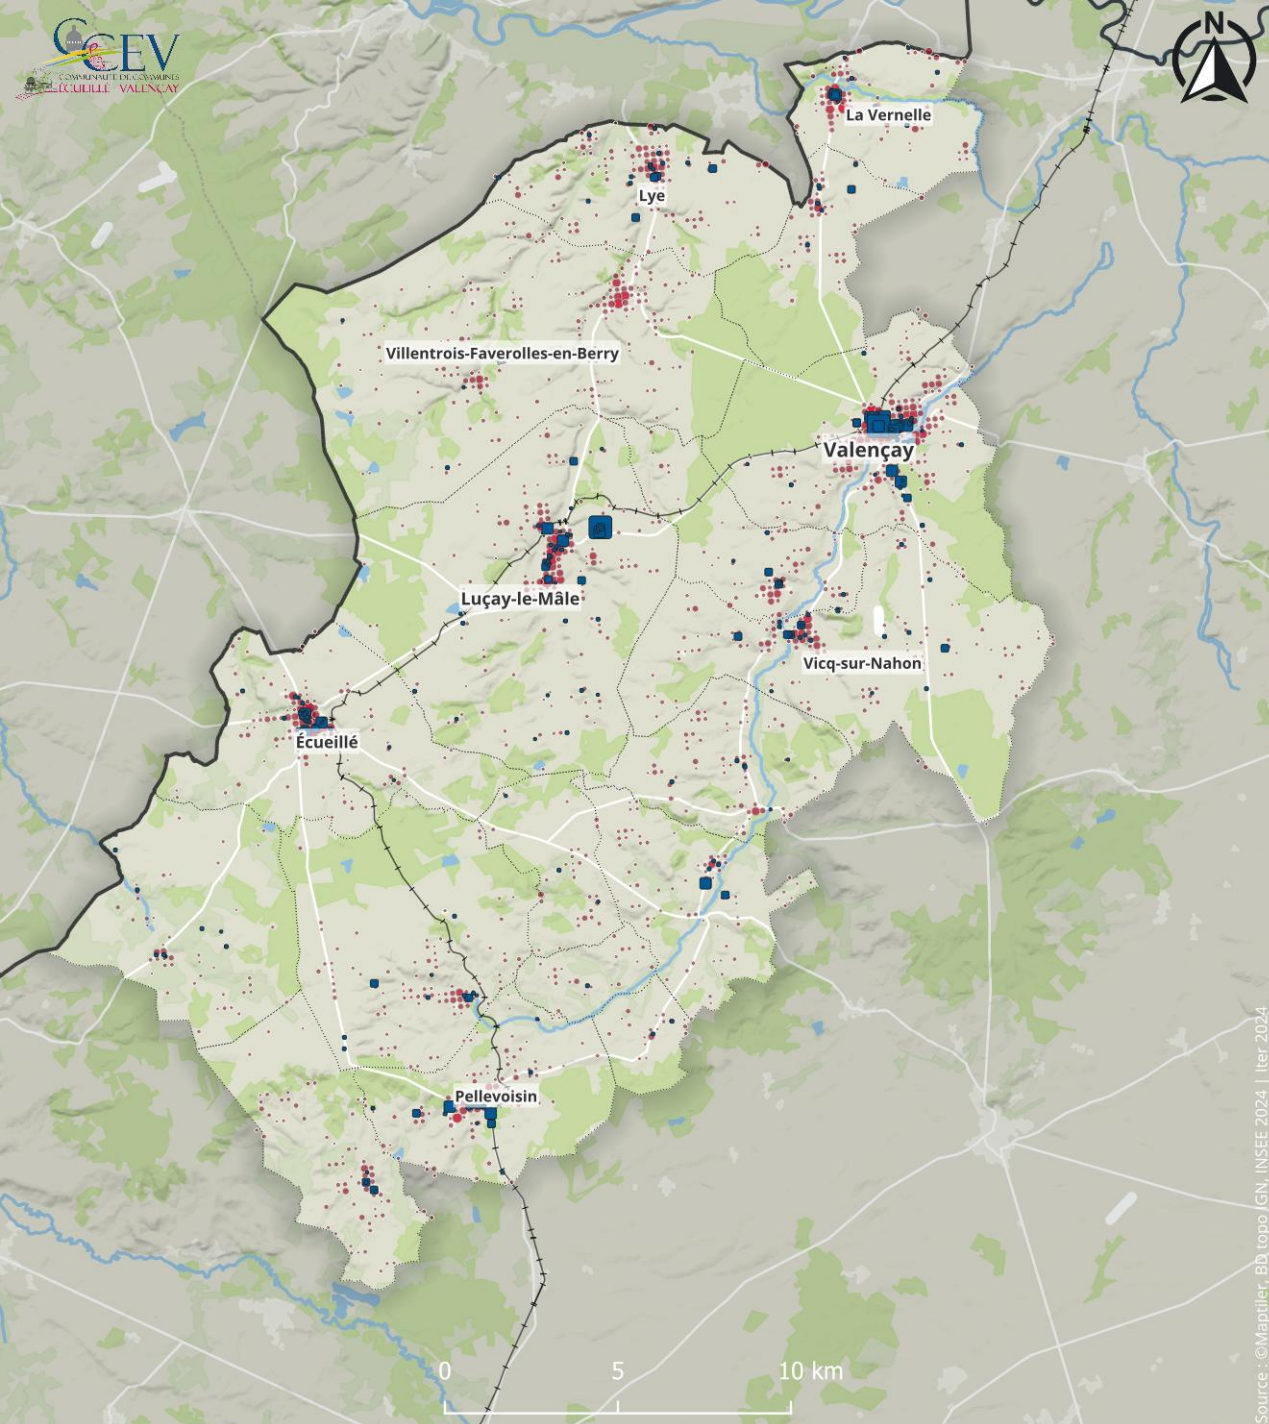 CCEV
COMMUNAUTÉ DE COMMUNES
ÉCUEILLÉ - VALENÇAY
N
La Vernelle
Lye
Villentrois-Faverolles-en-Berry
Valençay
Luçay-le-Mâle
Vicq-sur-Nahon
Écueillé
Pellevoisin
0 5 10 km
Source : ©Maptiler, BD topo IGN, INSEE 2024 | Iter 2024